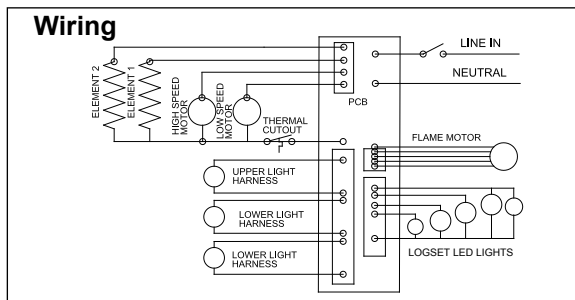 Wiring
ELEMENT 2
ELEMENT 1
HIGH SPEED
MOTOR
LOW SPEED
MOTOR
THERMAL
CUTOUT
PCB
LINE IN
NEUTRAL
FLAME MOTOR
UPPER LIGHT
HARNESS
LOWER LIGHT
HARNESS
LOWER LIGHT
HARNESS
LOGSET LED LIGHTS